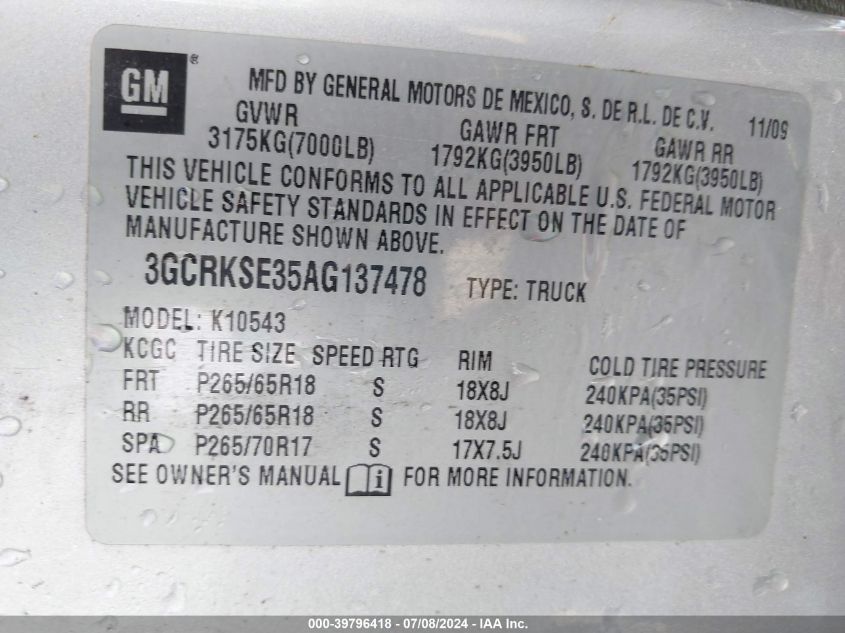 GM ®
MFD BY GENERAL MOTORS DE MEXICO, S. DE R.L. DE C.V. 11/09
GVWR GAWR FRT GAWR RR
3175KG(7000LB) 1792KG(3950LB) 1792KG(3950LB)
THIS VEHICLE CONFORMS TO ALL APPLICABLE U.S. FEDERAL MOTOR
VEHICLE SAFETY STANDARDS IN EFFECT ON THE DATE OF
MANUFACTURE SHOWN ABOVE.
3GCRKSE35AG137478 TYPE: TRUCK
MODEL: K10543
KCGC TIRE SIZE SPEED RTG RIM COLD TIRE PRESSURE
FRT P265/65R18 S 18X8J 240KPA(35PSI)
RR P265/65R18 S 18X8J 240KPA(35PSI)
SPA P265/70R17 S 17X7.5J 240KPA(35PSI)
SEE OWNER'S MANUAL i FOR MORE INFORMATION.
000-39796418 - 07/08/2024 - IAA Inc.